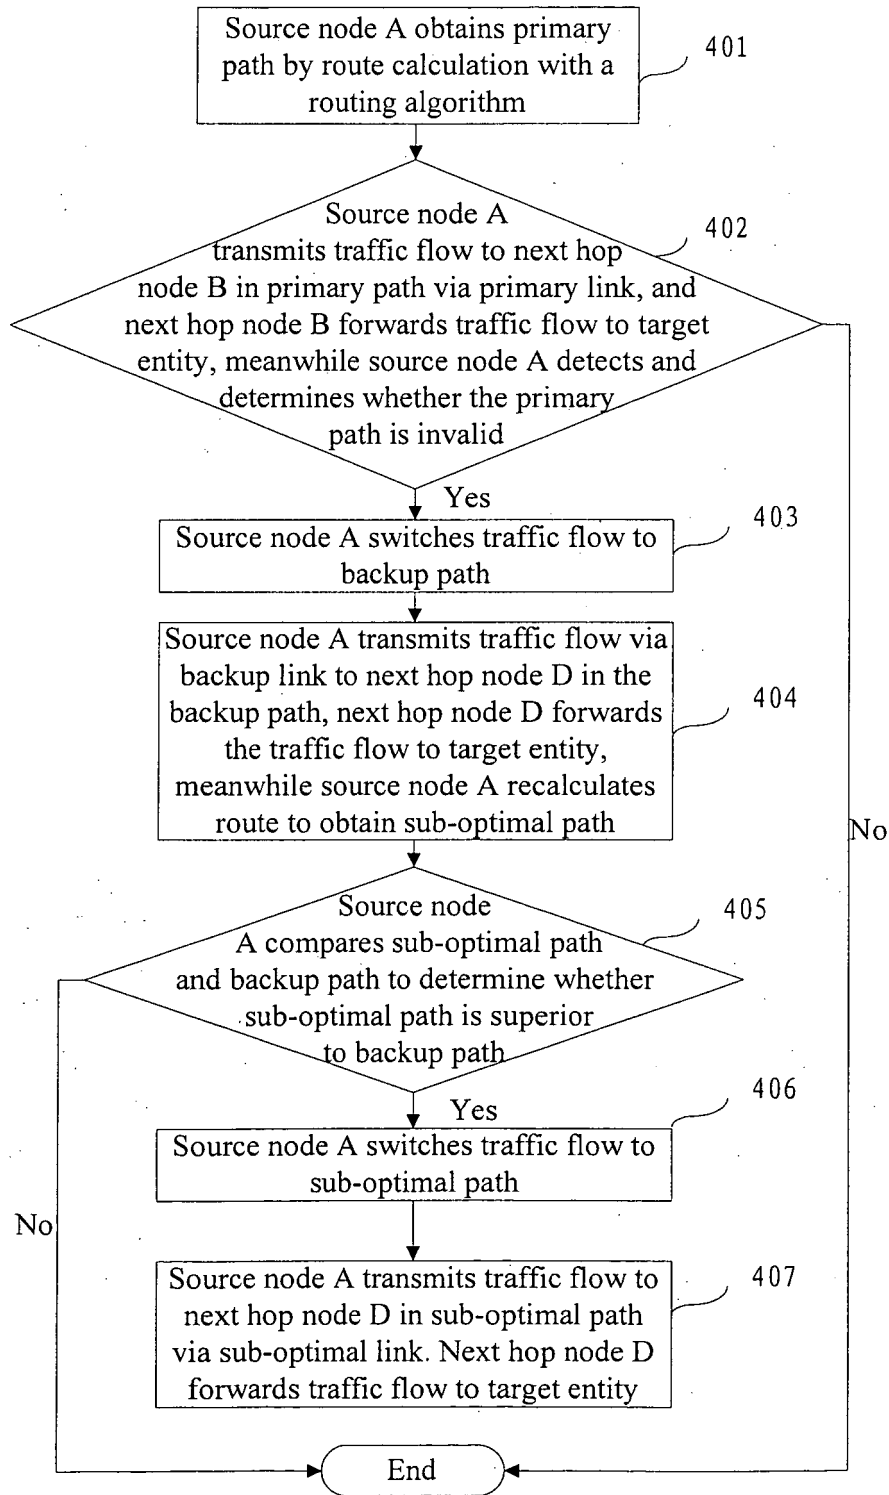 Source node A obtains primary
path by route calculation with a
routing algorithm
401
Source node A
transmits traffic flow to next hop
node B in primary path via primary link, and
next hop node B forwards traffic flow to target
entity, meanwhile source node A detects and
determines whether the primary
path is invalid
402
Yes
Source node A switches traffic flow to
backup path
403
Source node A transmits traffic flow via
backup link to next hop node D in the
backup path, next hop node D forwards
the traffic flow to target entity,
meanwhile source node A recalculates
route to obtain sub-optimal path
404
No
Source node
A compares sub-optimal path
and backup path to determine whether
sub-optimal path is superior
to backup path
405
Yes
Source node A switches traffic flow to
sub-optimal path
406
No
Source node A transmits traffic flow to
next hop node D in sub-optimal path
via sub-optimal link. Next hop node D
forwards traffic flow to target entity
407
End